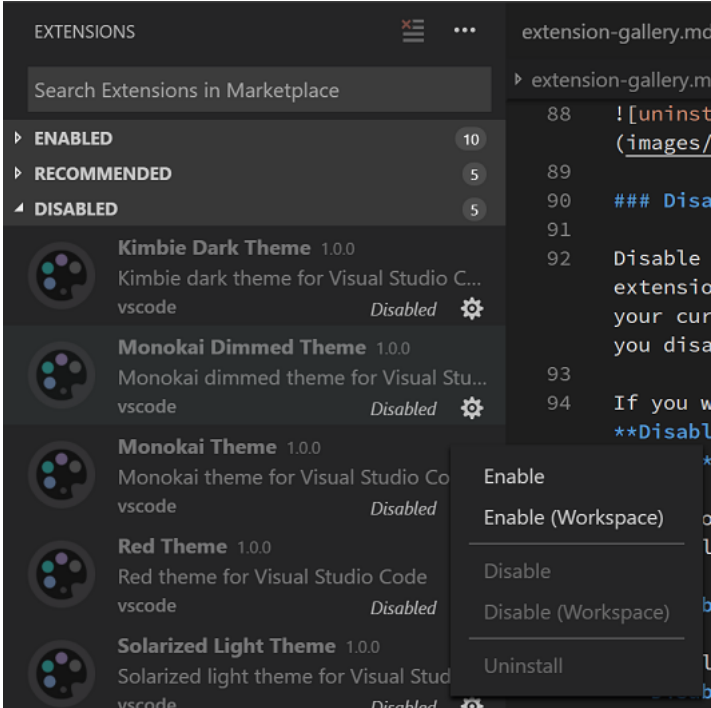 EXTENSIONS
Search Extensions in Marketplace
ENABLED 10
RECOMMENDED 5
DISABLED 5
Kimbie Dark Theme 1.0.0
Kimbie dark theme for Visual Studio C...
vscode Disabled
Monokai Dimmed Theme 1.0.0
Monokai dimmed theme for Visual Stu...
vscode Disabled
Monokai Theme 1.0.0
Monokai theme for Visual Studio Co
vscode Disabled
Red Theme 1.0.0
Red theme for Visual Studio Code
vscode Disabled
Solarized Light Theme 1.0.0
Solarized light theme for Visual Stud
vscode Disabled
Enable
Enable (Workspace)
Disable
Disable (Workspace)
Uninstall
extension-gallery.md
extension-gallery.m
88 ![uninst
(images/
89
90 ### Disa
91
92 Disable
extensio
your cur
you disa
93
94 If you w
**Disabl